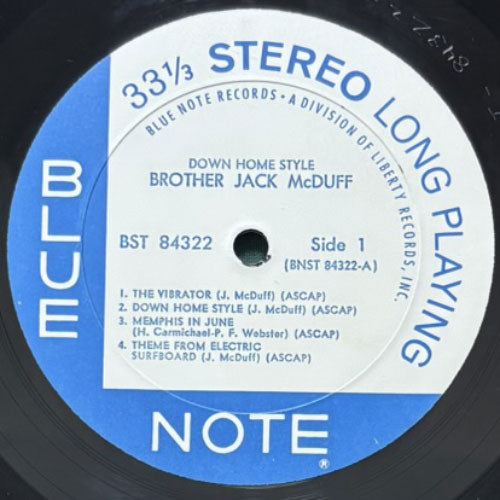 33⅓ STEREO LONG PLAYING
BLUE NOTE RECORDS • A DIVISION OF LIBERTY RECORDS, INC.
DOWN HOME STYLE
BROTHER JACK McDUFF
BST 84322
Side 1
(BNST 84322-A)
1. THE VIBRATOR (J. McDuff) (ASCAP)
2. DOWN HOME STYLE (J. McDuff) (ASCAP)
3. MEMPHIS IN JUNE
(H. Carmichael-P. F. Webster) (ASCAP)
4. THEME FROM ELECTRIC
SURFBOARD (J. McDuff) (ASCAP)
BLUE
NOTE
®